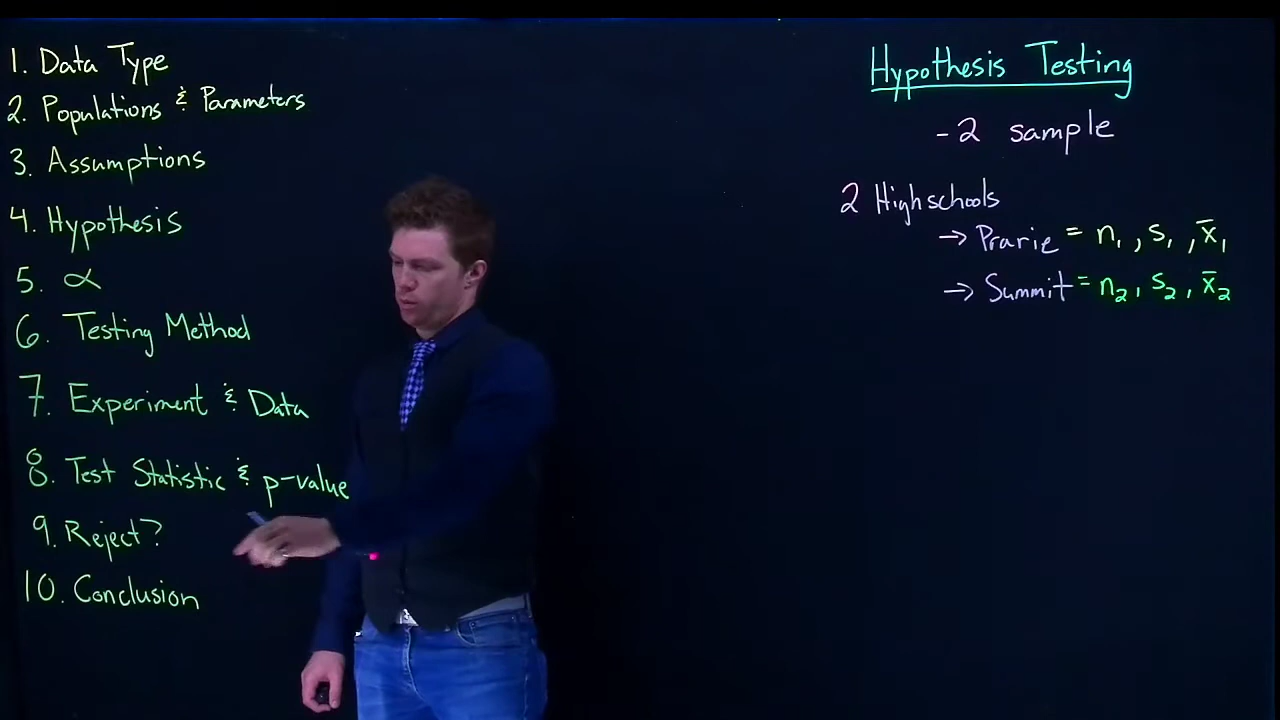 1. Data Type
2. Populations & Parameters
3. Assumptions
4. Hypothesis
5. α
6. Testing Method
7. Experiment & Data
8. Test Statistic & p-value
9. Reject?
10. Conclusion
Hypothesis Testing
- 2 sample
2 Highschools
→ Prarie = n₁, s₁, x̄₁
→ Summit = n₂, s₂, x̄₂